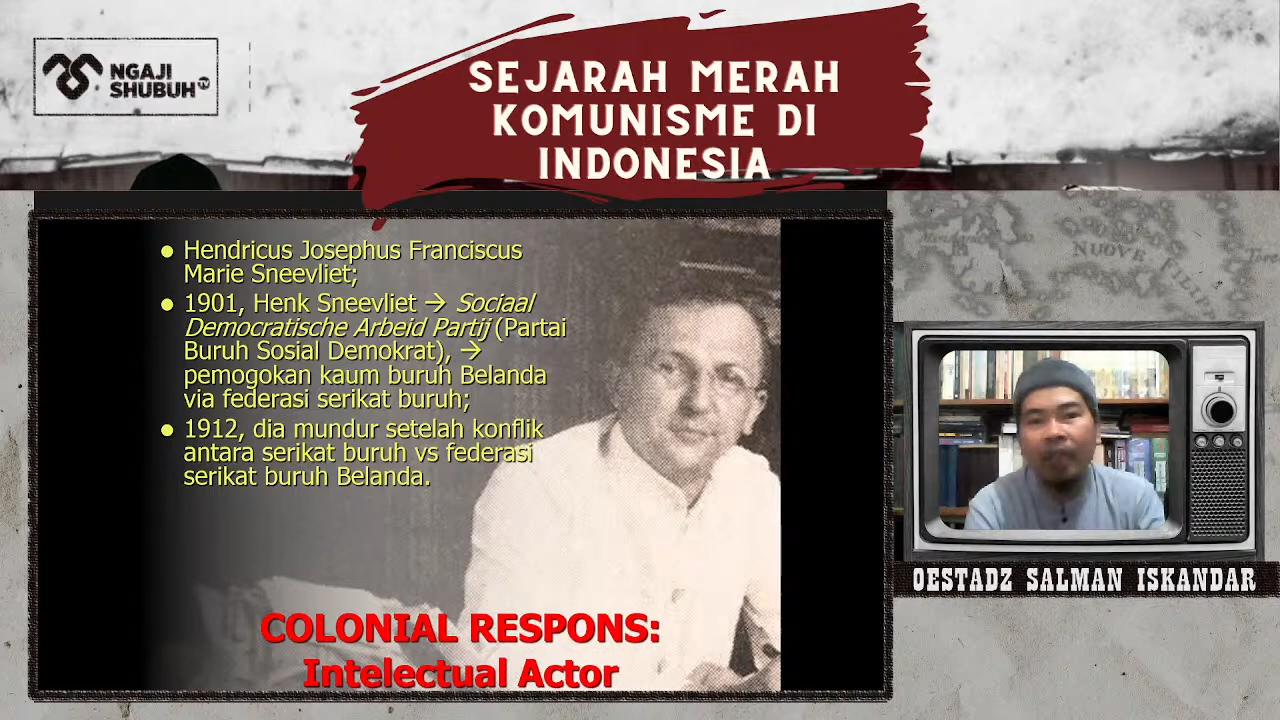 NGAJI
SHUBUH TV
SEJARAH MERAH
KOMUNISME DI
INDONESIA
● Hendricus Josephus Franciscus
Marie Sneevliet;
● 1901, Henk Sneevliet → Sociaal
Democratische Arbeid Partij (Partai
Buruh Sosial Demokrat), →
pemogokan kaum buruh Belanda
via federasi serikat buruh;
● 1912, dia mundur setelah konflik
antara serikat buruh vs federasi
serikat buruh Belanda.
COLONIAL RESPONS:
Intelectual Actor
NUOVE
OESTADZ SALMAN ISKANDAR